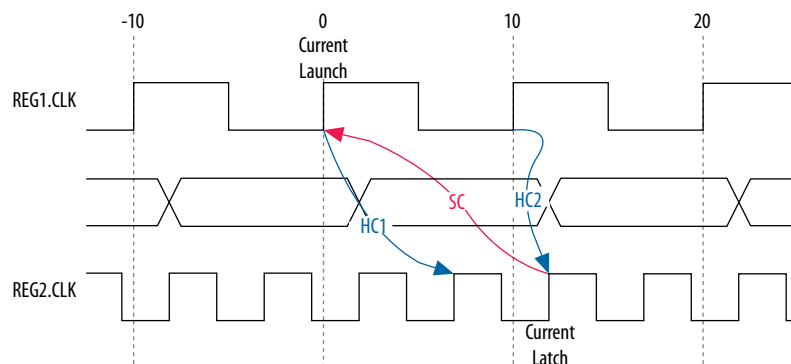 -10 0 10 20
Current
Launch
REG1.CLK
SC
HC2
HC1
REG2.CLK
Current
Latch